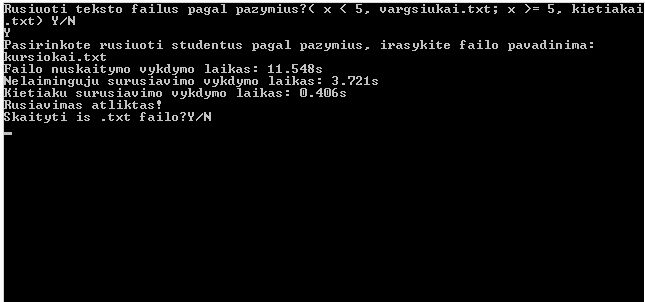 Rusiuoti teksto failus pagal pazymius?( x < 5, vargsiukai.txt; x >= 5, kietiakai
.txt) Y/N
Y
Pasirinkote rusiuoti studentus pagal pazymius, irasykite failo pavadinima:
kursiokai.txt
Failo nuskaitymo vykdymo laikas: 11.548s
Nelaiminguju surusiavimo vykdymo laikas: 3.721s
Kietiaku surusiavimo vykdymo laikas: 0.406s
Rusiavimas atliktas!
Skaityti is .txt failo?Y/N